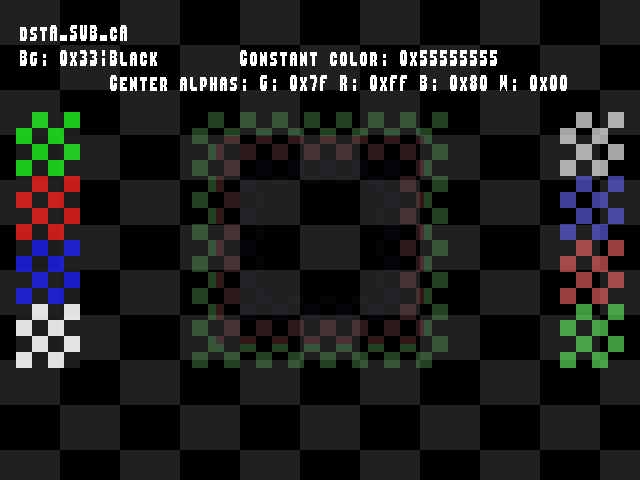 dstA_SUB_cA
Bg: 0x33¦Black Constant color: 0x55555555
Center alphas: G: 0x7f R: 0xff B: 0x80 W: 0x00